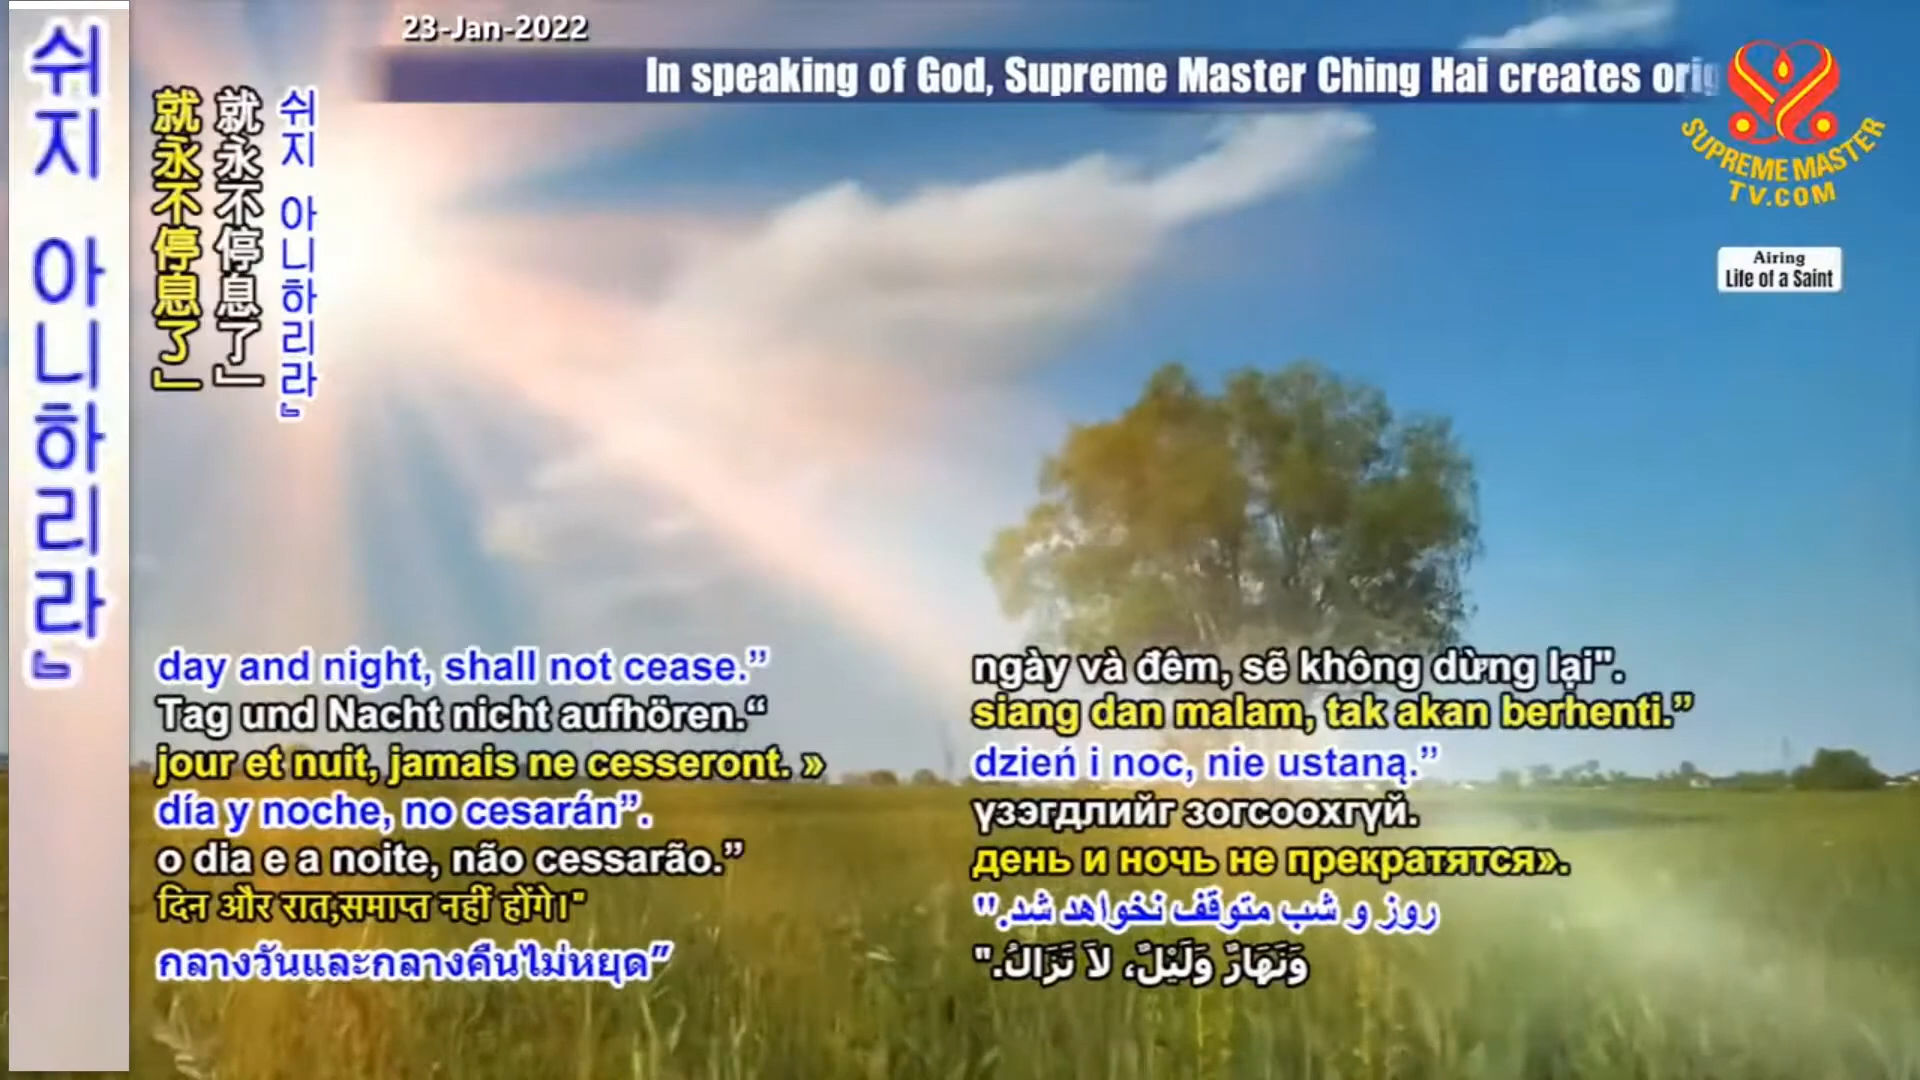 23-Jan-2022
In speaking of God, Supreme Master Ching Hai creates orig
SUPREME MASTER
TV.COM
Airing
Life of a Saint
쉬지 아니하리라』
就永不停息了」
就永不停息了」
쉬지 아니하리라』
day and night, shall not cease.”
Tag und Nacht nicht aufhören.“
jour et nuit, jamais ne cesseront. »
día y noche, no cesarán”.
o dia e a noite, não cessarão.”
दिन और रात;समाप्त नहीं होंगे।"
กลางวันและกลางคืนไม่หยุด”
ngày và đêm, sẽ không dừng lại".
siang dan malam, tak akan berhenti.”
dzień i noc, nie ustaną.”
үзэгдлийг зогсоохгүй.
день и ночь не прекратятся».
روز و شب متوقف نخواهد شد."
وَنَهَارٌ وَلَيْلٌ، لاَ تَزَالُ."